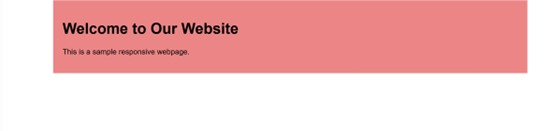 Welcome to Our Website
This is a sample responsive webpage.